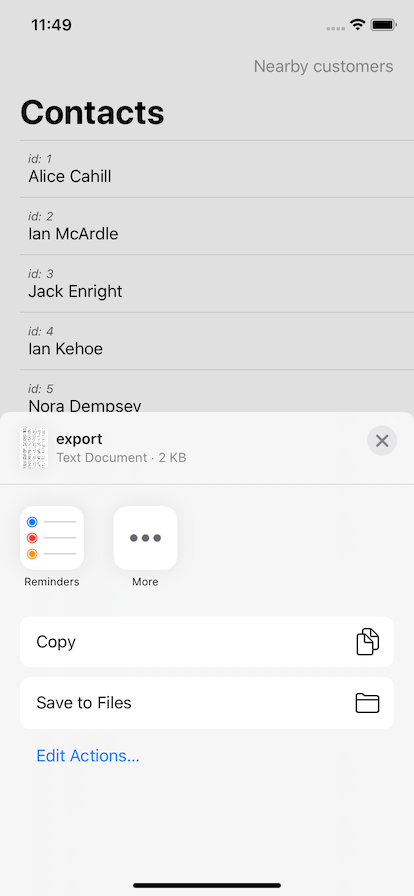 11:49
Nearby customers
Contacts
id: 1
Alice Cahill
id: 2
Ian McArdle
id: 3
Jack Enright
id: 4
Ian Kehoe
id: 5
Nora Dempsey
export
Text Document · 2 KB
Reminders
More
Copy
Save to Files
Edit Actions...